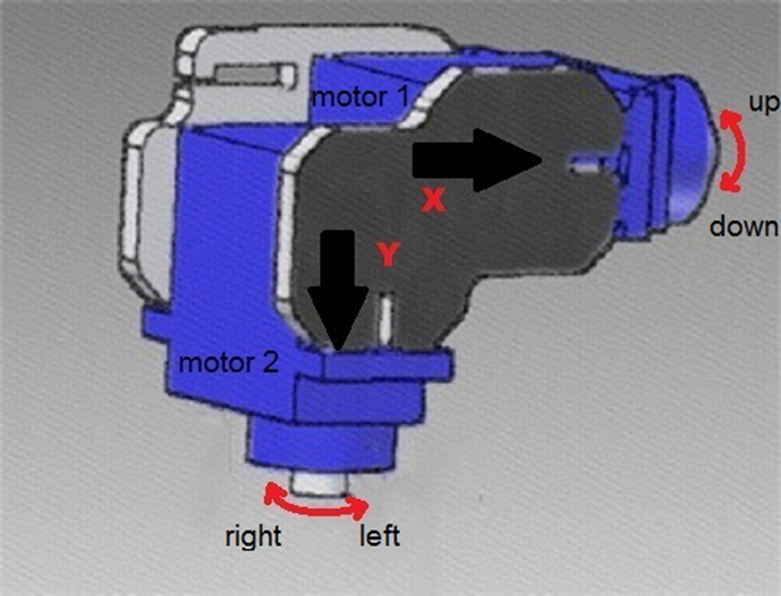 motor 1
up
X
down
Y
motor 2
right
left